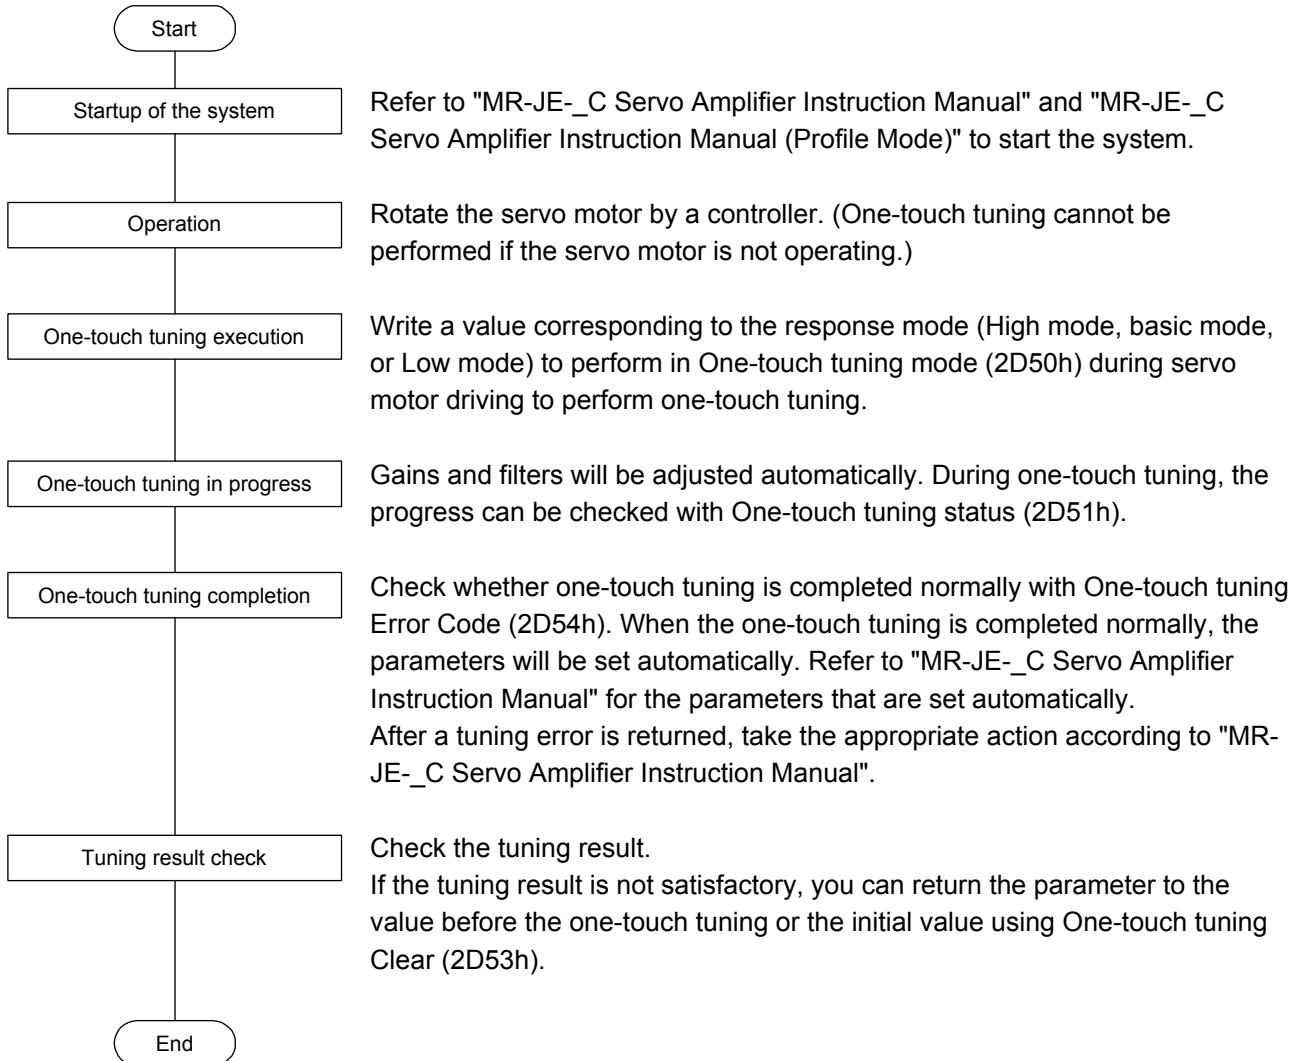 Start
Startup of the system
Refer to "MR-JE-_C Servo Amplifier Instruction Manual" and "MR-JE-_C
Servo Amplifier Instruction Manual (Profile Mode)" to start the system.
Operation
Rotate the servo motor by a controller. (One-touch tuning cannot be
performed if the servo motor is not operating.)
One-touch tuning execution
Write a value corresponding to the response mode (High mode, basic mode,
or Low mode) to perform in One-touch tuning mode (2D50h) during servo
motor driving to perform one-touch tuning.
One-touch tuning in progress
Gains and filters will be adjusted automatically. During one-touch tuning, the
progress can be checked with One-touch tuning status (2D51h).
One-touch tuning completion
Check whether one-touch tuning is completed normally with One-touch tuning
Error Code (2D54h). When the one-touch tuning is completed normally, the
parameters will be set automatically. Refer to "MR-JE-_C Servo Amplifier
Instruction Manual" for the parameters that are set automatically.
After a tuning error is returned, take the appropriate action according to "MR-
JE-_C Servo Amplifier Instruction Manual".
Tuning result check
Check the tuning result.
If the tuning result is not satisfactory, you can return the parameter to the
value before the one-touch tuning or the initial value using One-touch tuning
Clear (2D53h).
End